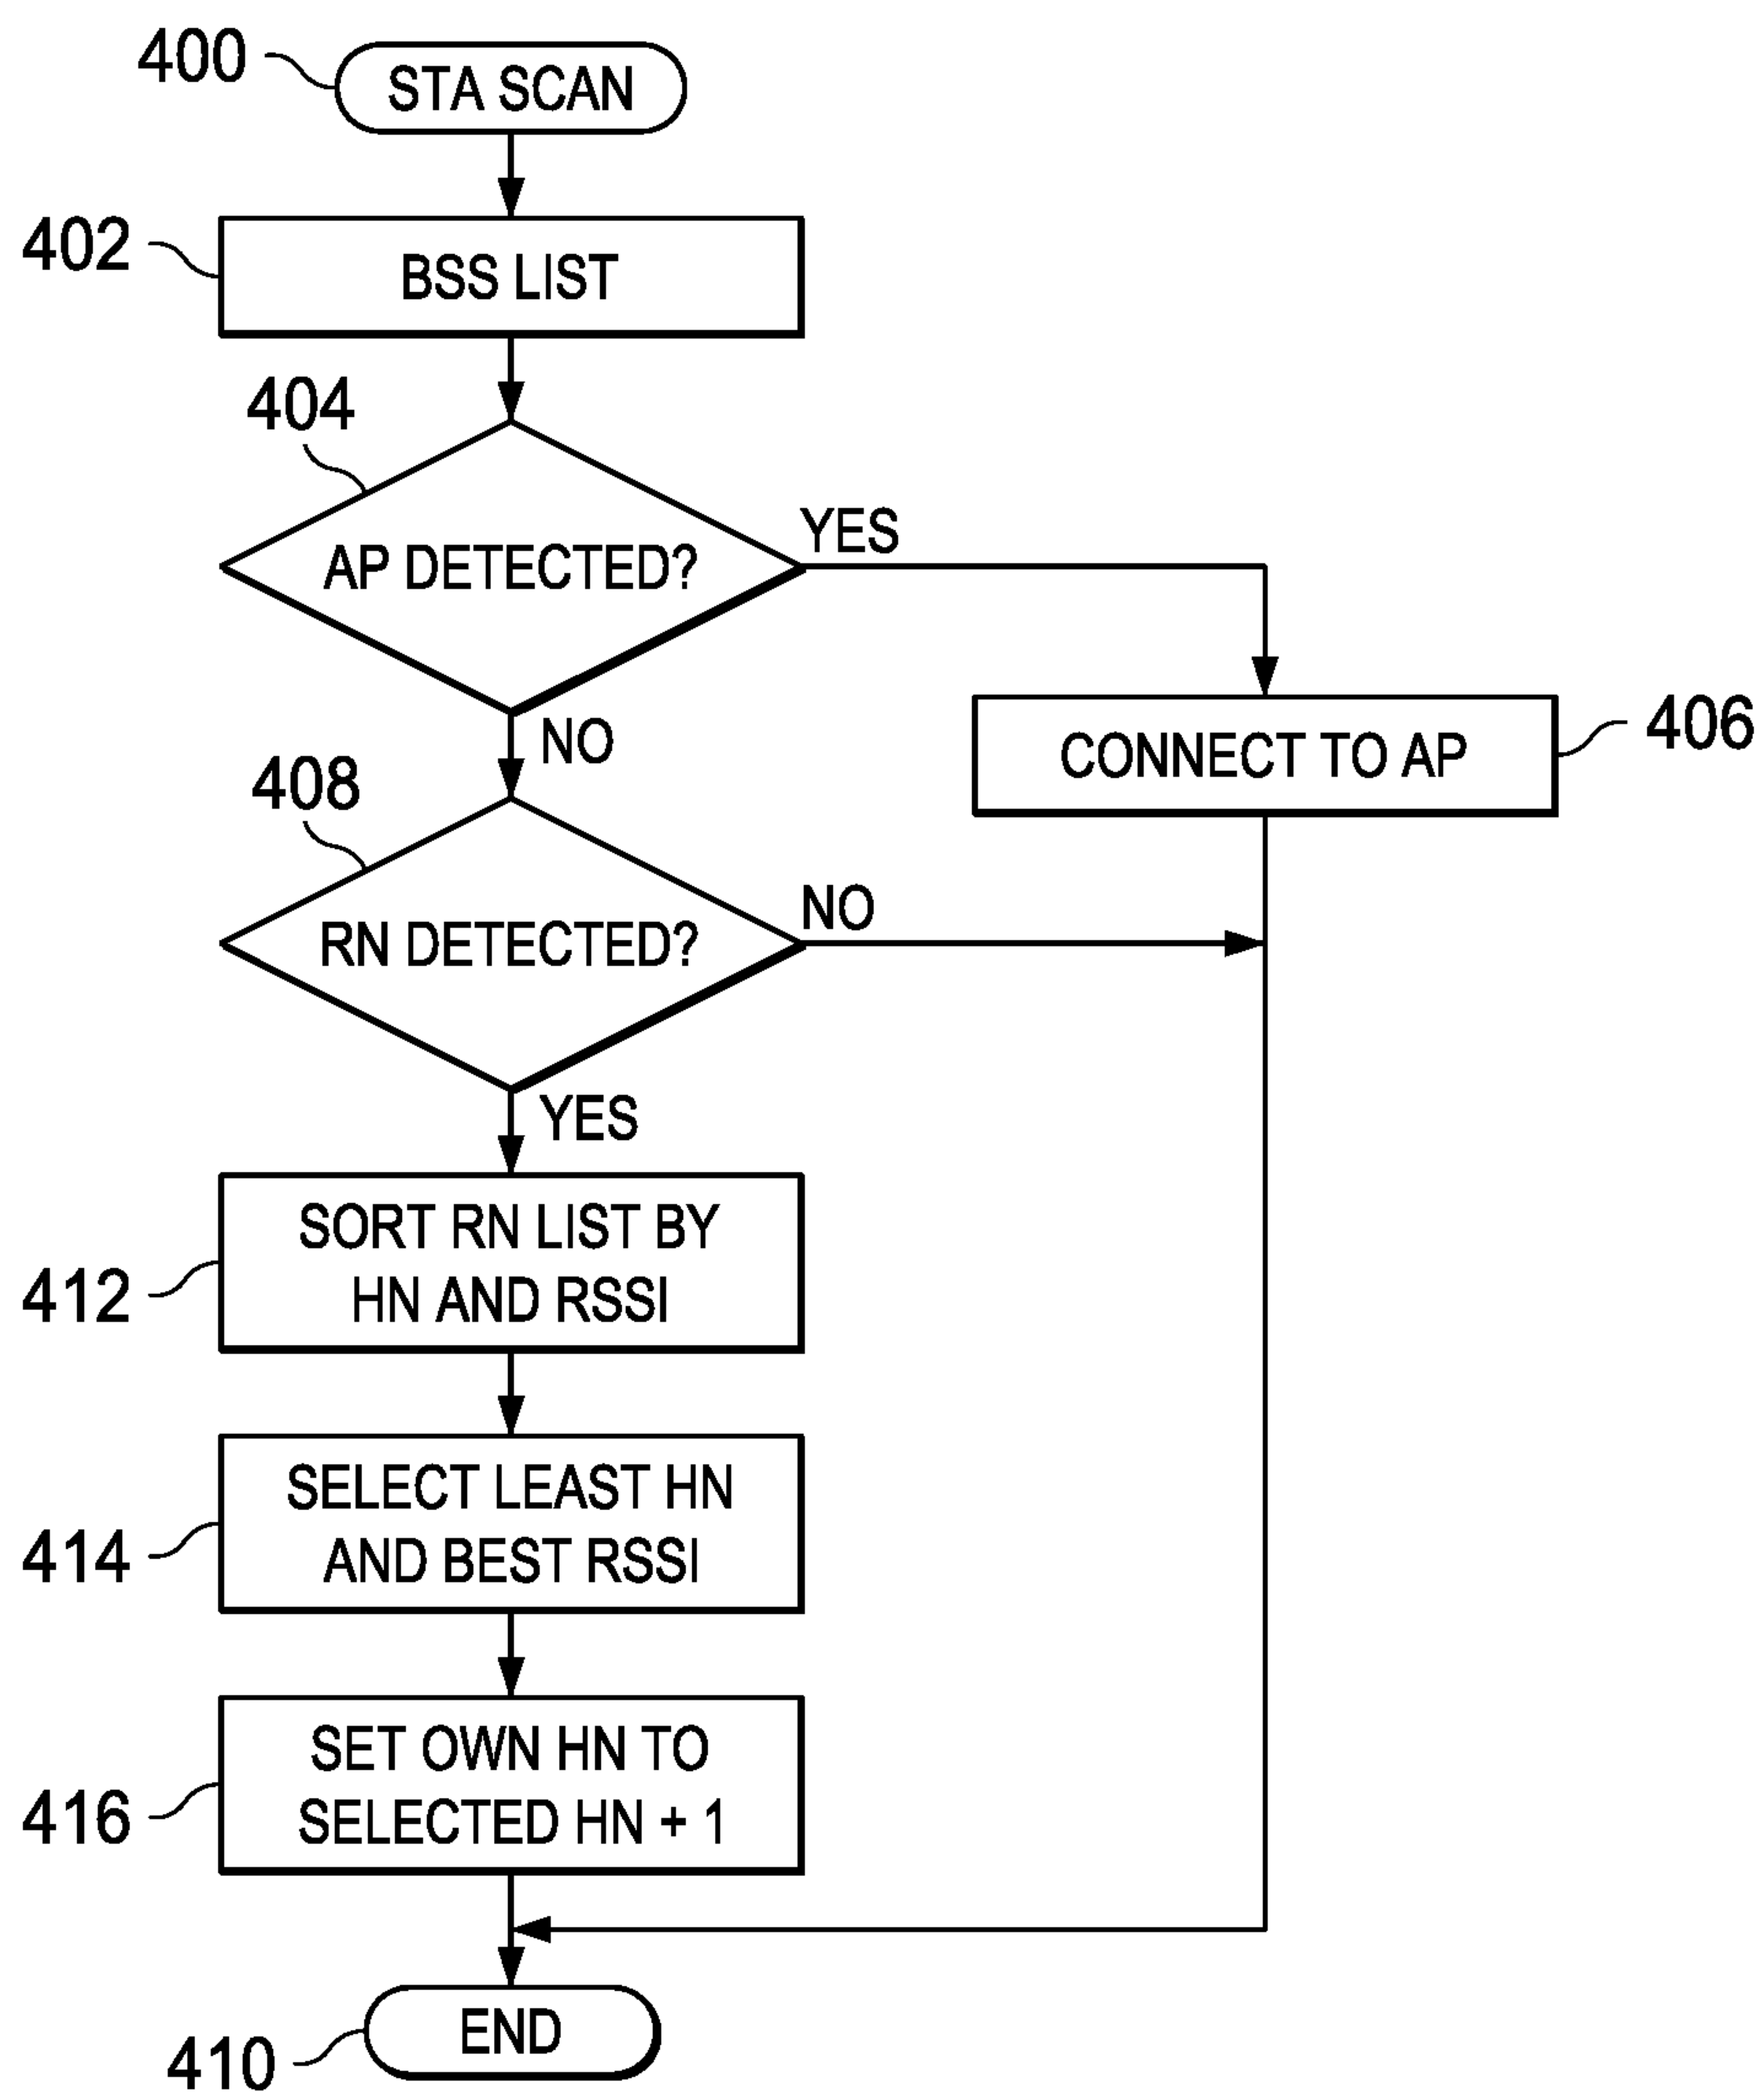 400
STA SCAN
402
BSS LIST
404
AP DETECTED?
YES
NO
406
CONNECT TO AP
408
RN DETECTED?
NO
YES
412
SORT RN LIST BY
HN AND RSSI
414
SELECT LEAST HN
AND BEST RSSI
416
SET OWN HN TO
SELECTED HN + 1
410
END